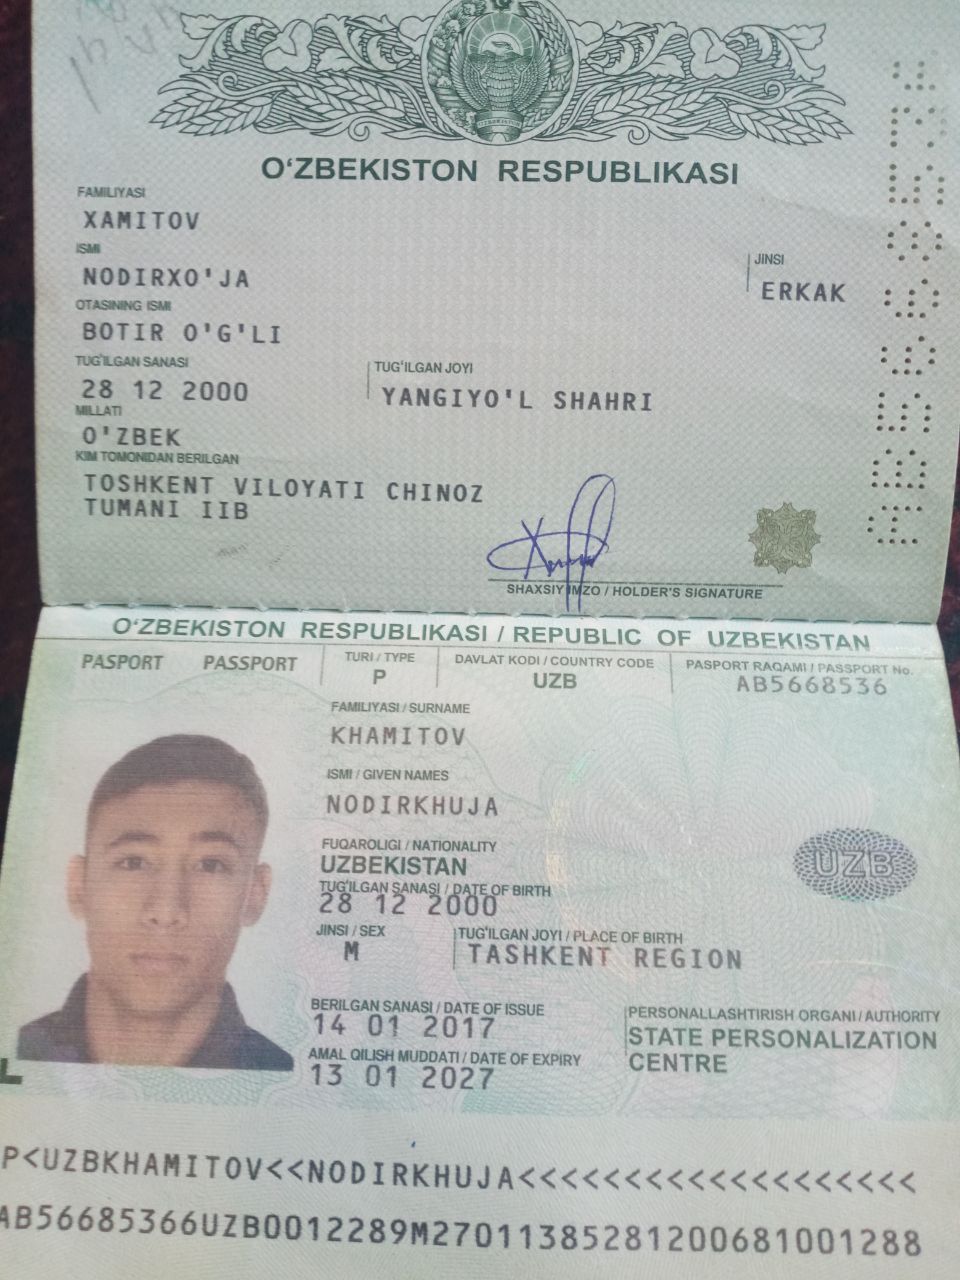 O'ZBEKISTON RESPUBLIKASI
FAMILIYASI
XAMITOV
ISMI
NODIRXO'JA
JINSI
ERKAK
OTASINING ISMI
BOTIR O'G'LI
TUG'ILGAN SANASI
28 12 2000
TUG'ILGAN JOYI
YANGIYO'L SHAHRI
MILLATI
O'ZBEK
KIM TOMONIDAN BERILGAN
TOSHKENT VILOYATI CHINOZ
TUMANI IIB
SHAXSIY IMZO / HOLDER'S SIGNATURE
AB5668536
O'ZBEKISTON RESPUBLIKASI / REPUBLIC OF UZBEKISTAN
PASPORT PASSPORT
TURI / TYPE
P
DAVLAT KODI / COUNTRY CODE
UZB
PASPORT RAQAMI / PASSPORT No.
AB5668536
FAMILIYASI / SURNAME
KHAMITOV
ISMI / GIVEN NAMES
NODIRKHUJA
FUQAROLIGI / NATIONALITY
UZBEKISTAN
TUG'ILGAN SANASI / DATE OF BIRTH
28 12 2000
UZB
JINSI / SEX
M
TUG'ILGAN JOYI / PLACE OF BIRTH
TASHKENT REGION
BERILGAN SANASI / DATE OF ISSUE
14 01 2017
PERSONALLASHTIRISH ORGANI / AUTHORITY
STATE PERSONALIZATION
CENTRE
AMAL QILISH MUDDATI / DATE OF EXPIRY
13 01 2027
P<UZBKHAMITOV<<NODIRKHUJA<<<<<<<<<<<<<<<<<<<
AB56685366UZB0012289M27011385281200681001288